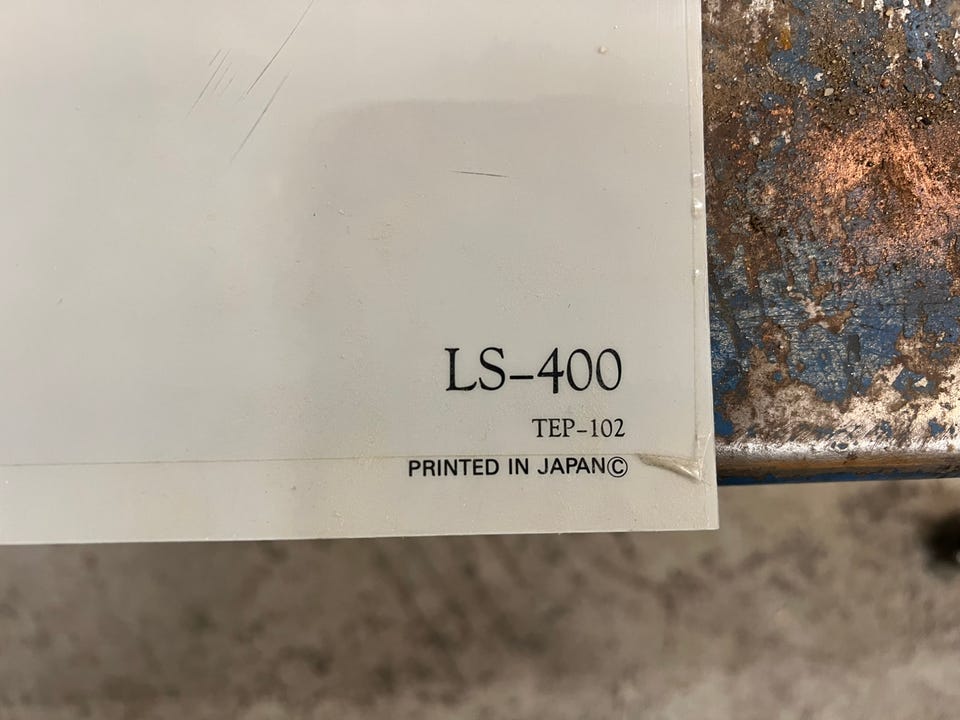 LS-400
TEP-102
PRINTED IN JAPAN©